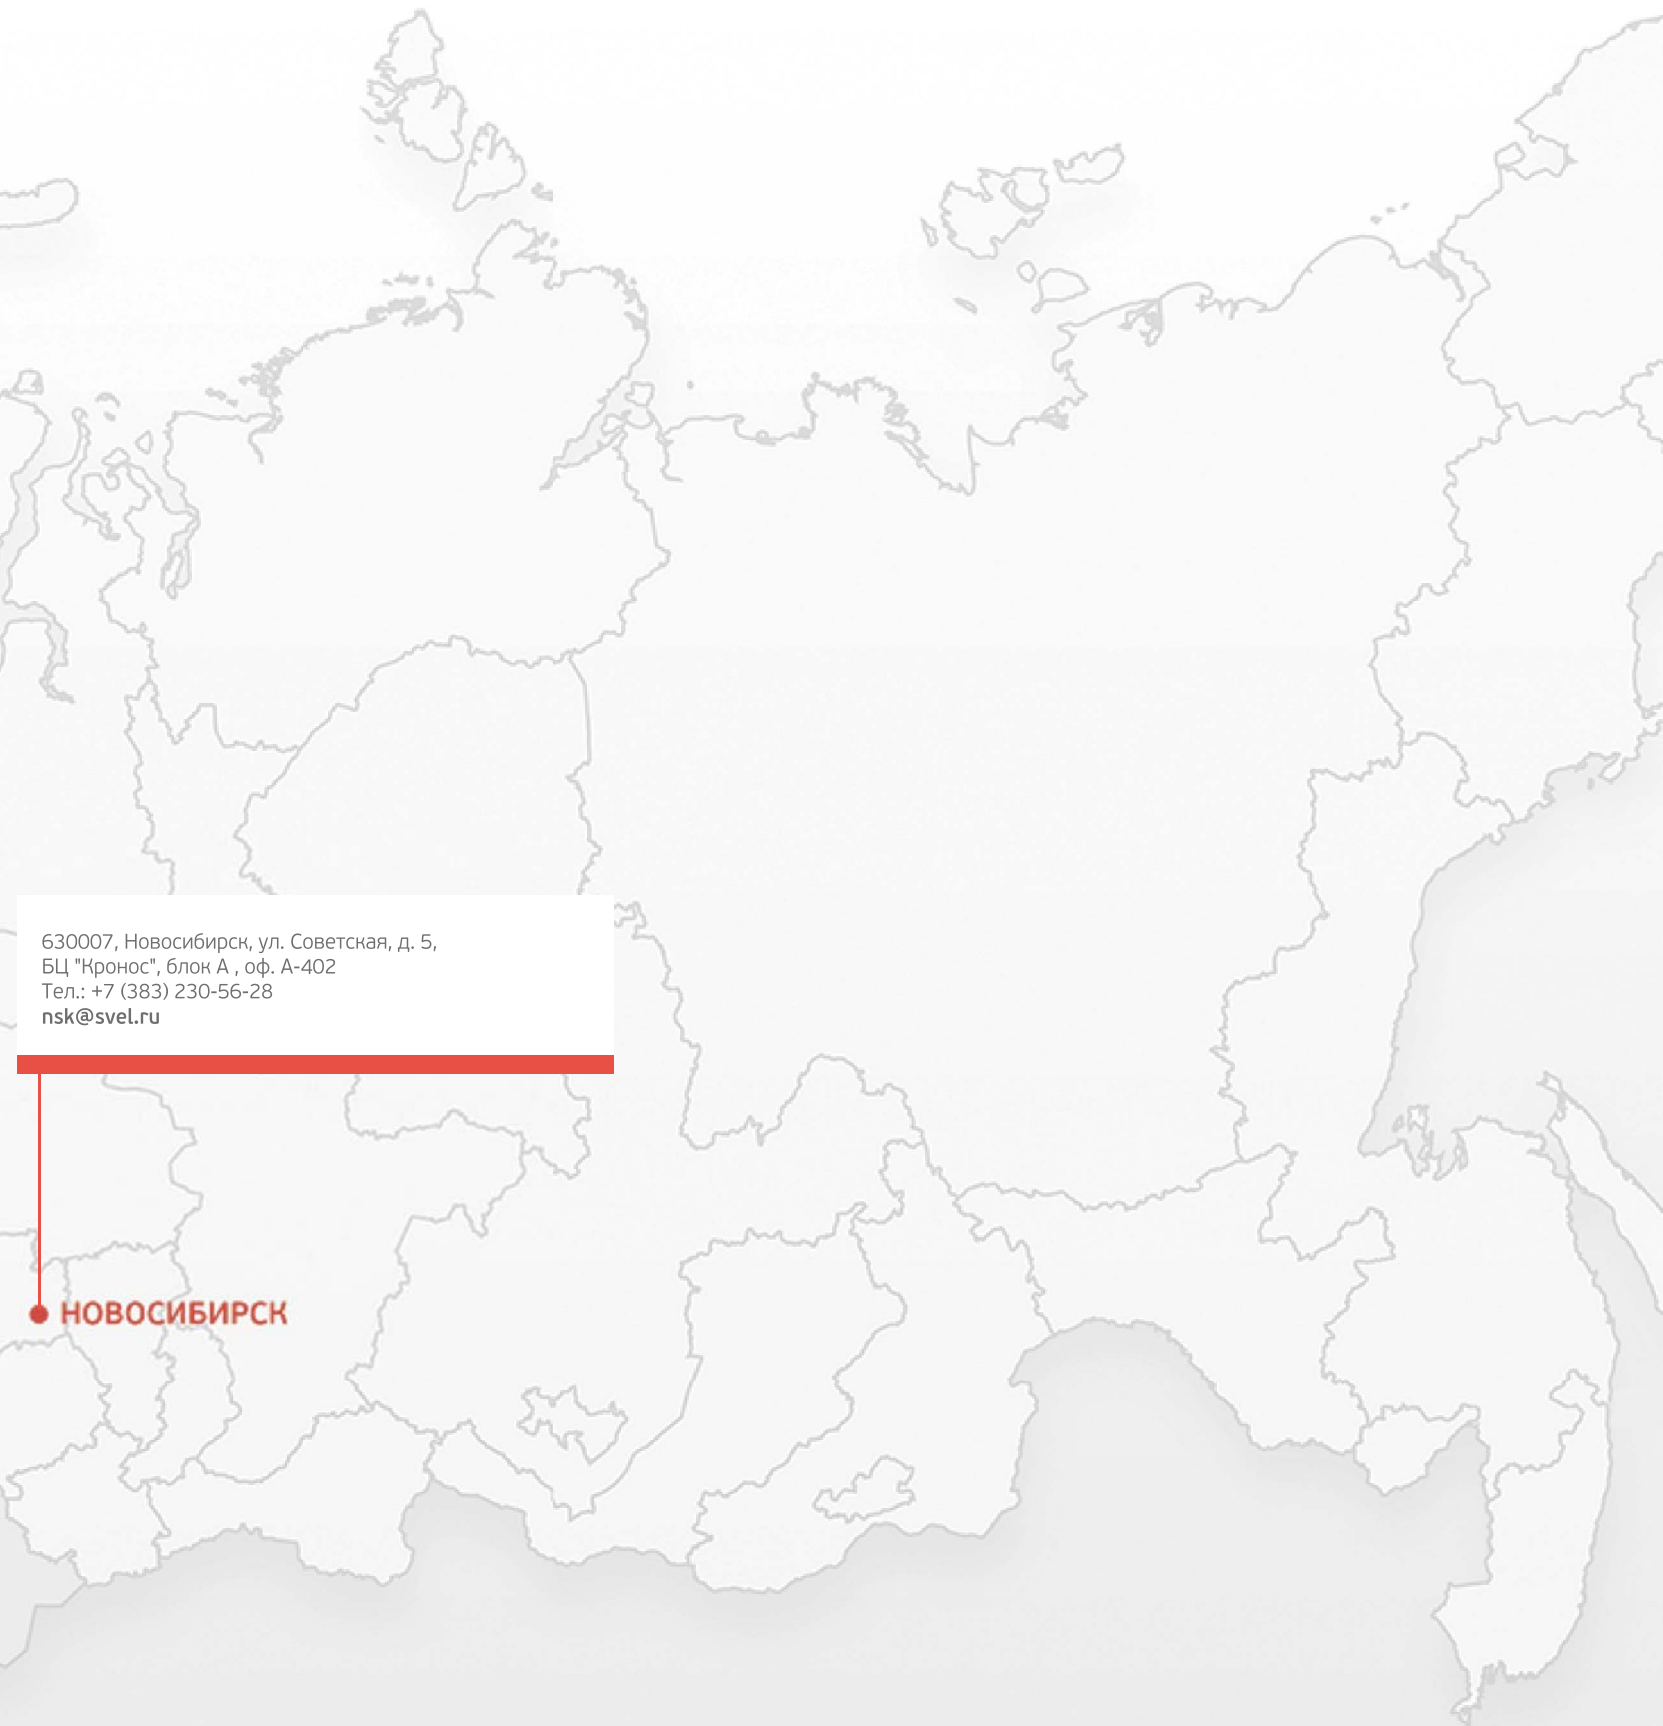 630007, Новосибирск, ул. Советская, д. 5,
БЦ "Кронос", блок А , оф. А-402
Тел.: +7 (383) 230-56-28
nsk@svel.ru
НОВОСИБИРСК